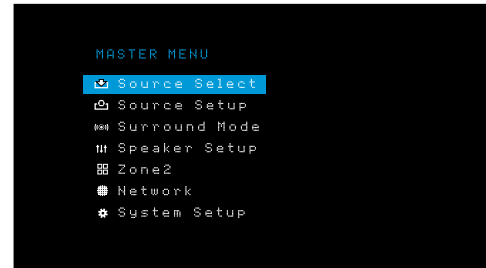 MASTER MENU
Source Select
Source Setup
Surround Mode
Speaker Setup
Zone2
Network
System Setup